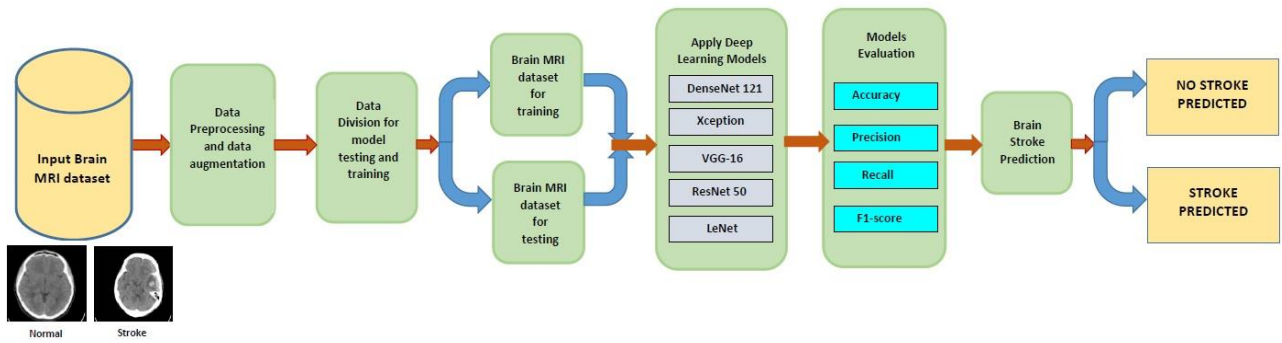 Input Brain
MRI dataset
Normal
Stroke
Data
Preprocessing
and data
augmentation
Data
Division for
model
testing and
training
Brain MRI
dataset
for
training
Brain MRI
dataset
for
testing
Apply Deep
Learning Models
DenseNet 121
Xception
VGG-16
ResNet 50
LeNet
Models
Evaluation
Accuracy
Precision
Recall
F1-score
Brain
Stroke
Prediction
NO STROKE
PREDICTED
STROKE
PREDICTED